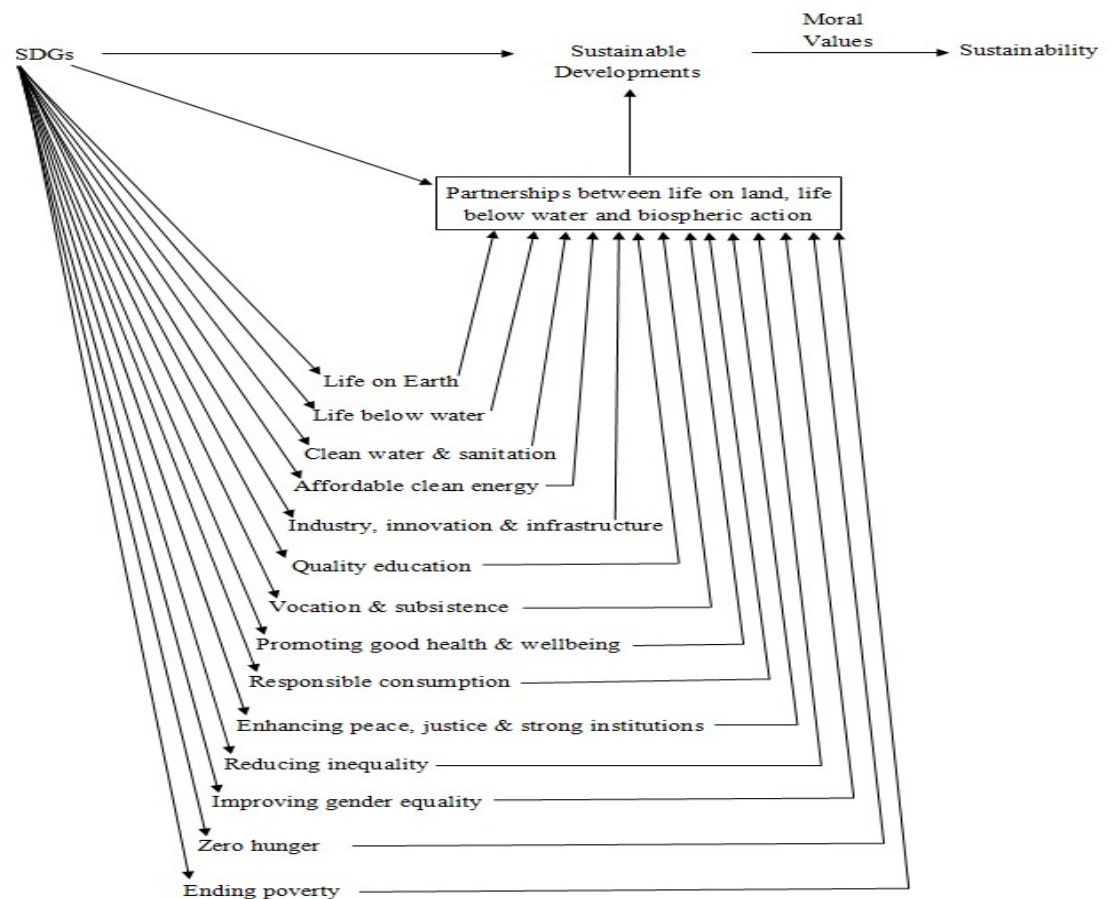 Moral
Values
SDGs
Sustainable
Developments
Sustainability
Partnerships between life on land, life
below water and biospheric action
Life on Earth
Life below water
Clean water & sanitation
Affordable clean energy
Industry, innovation & infrastructure
Quality education
Vocation & subsistence
Promoting good health & wellbeing
Responsible consumption
Enhancing peace, justice & strong institutions
Reducing inequality
Improving gender equality
Zero hunger
Ending poverty